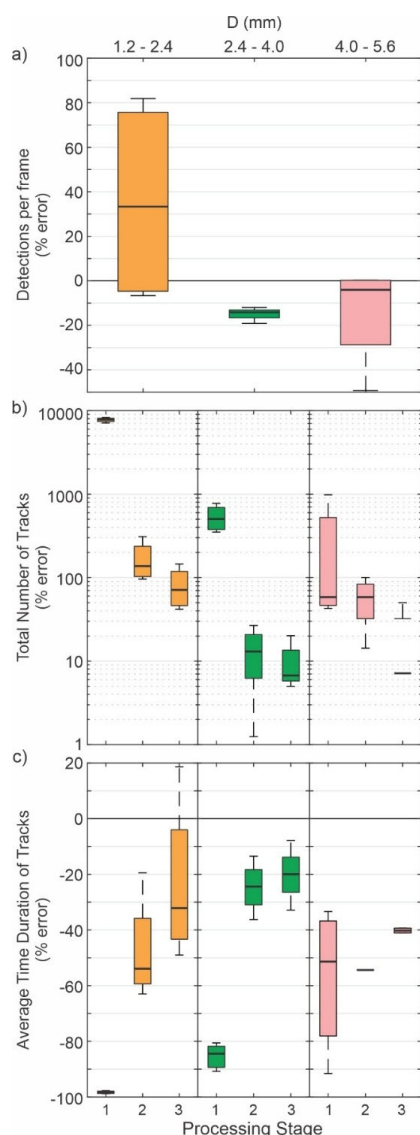 D (mm)
1.2 - 2.4 2.4 - 4.0 4.0 - 5.6
a)
Detections per frame
(% error)
100
80
60
40
20
0
-20
-40
b)
Total Number of Tracks
(% error)
10000
1000
100
10
1
c)
Average Time Duration of Tracks
(% error)
20
0
-20
-40
-60
-80
-100
1 2 3 1 2 3 1 2 3
Processing Stage